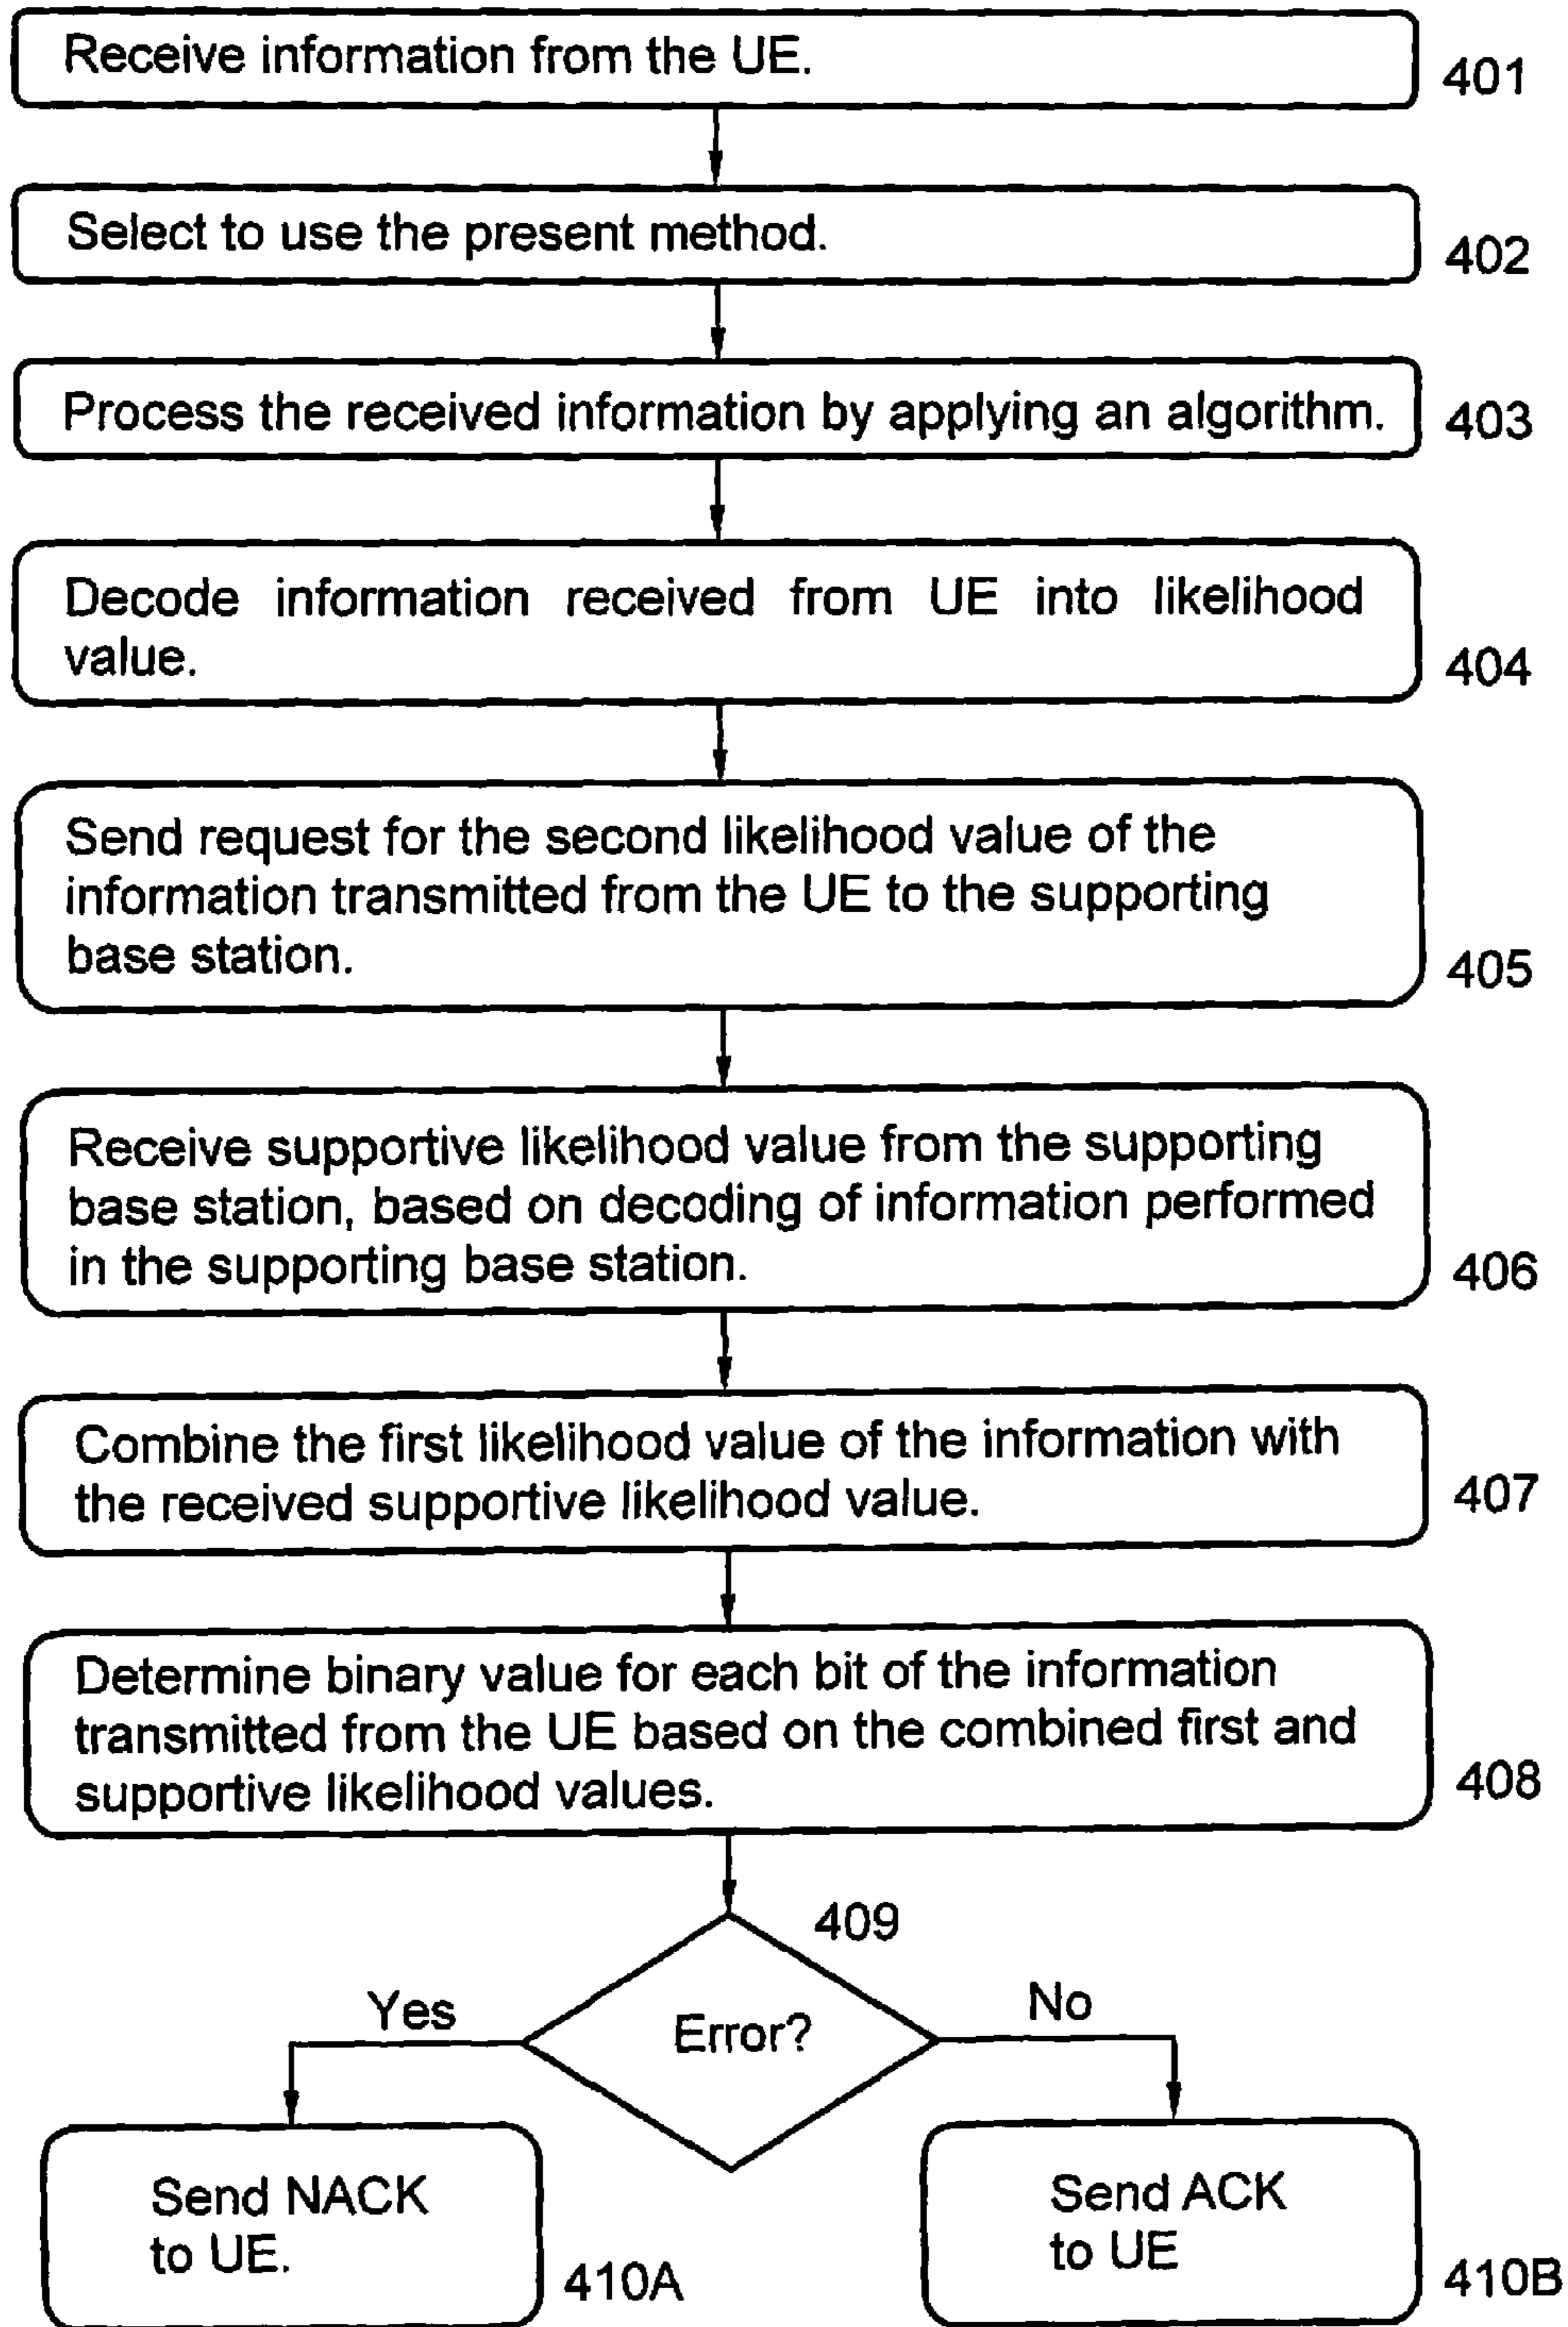 Receive information from the UE.
401
Select to use the present method.
402
Process the received information by applying an algorithm.
403
Decode information received from UE into likelihood
value.
404
Send request for the second likelihood value of the
information transmitted from the UE to the supporting
base station.
405
Receive supportive likelihood value from the supporting
base station, based on decoding of information performed
in the supporting base station.
406
Combine the first likelihood value of the information with
the received supportive likelihood value.
407
Determine binary value for each bit of the information
transmitted from the UE based on the combined first and
supportive likelihood values.
408
409
Error?
Yes
No
Send NACK
to UE.
410A
Send ACK
to UE
410B